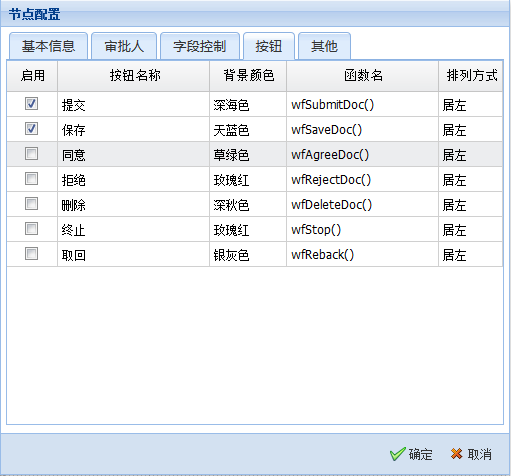 节点配置
基本信息 审批人 字段控制 按钮 其他
启用 按钮名称 背景颜色 函数名 排列方式
提交 深海色 wfSubmitDoc() 居左
保存 天蓝色 wfSaveDoc() 居左
同意 草绿色 wfAgreeDoc() 居左
拒绝 玫瑰红 wfRejectDoc() 居左
删除 深秋色 wfDeleteDoc() 居左
终止 玫瑰红 wfStop() 居左
取回 银灰色 wfReback() 居左
确定 取消